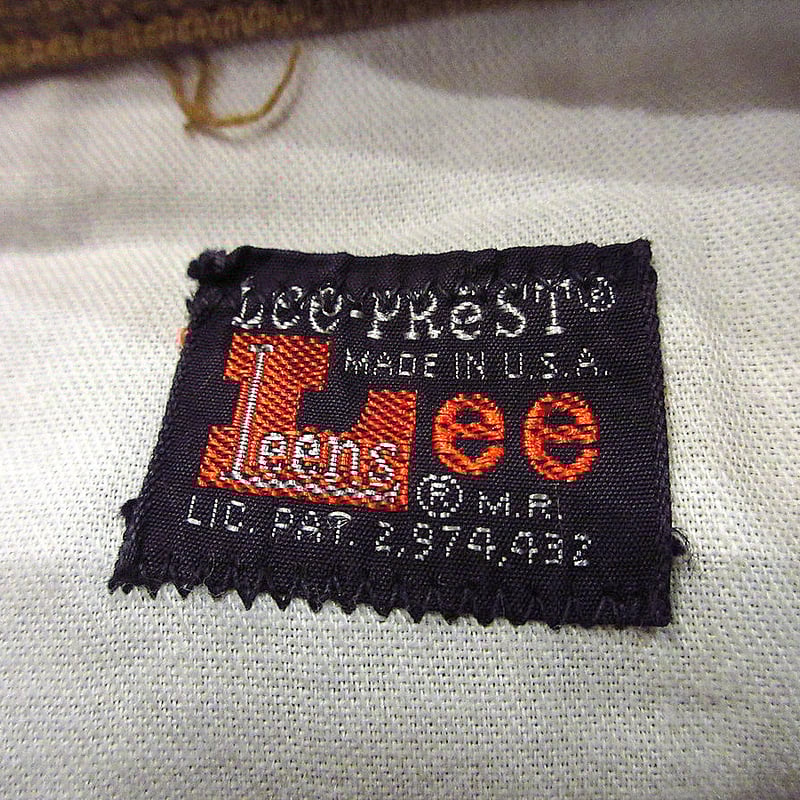 Lee-PReST®
MADE IN U.S.A.
Lee
Leens
® M.R.
LIC. PAT. 2,974,432